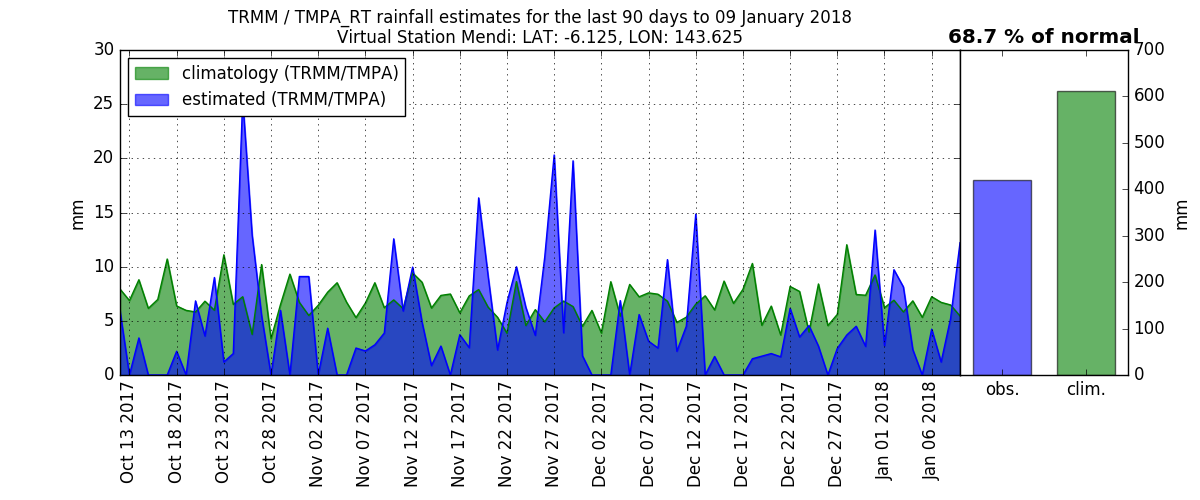 TRMM / TMPA_RT rainfall estimates for the last 90 days to 09 January 2018
Virtual Station Mendi: LAT: -6.125, LON: 143.625
68.7 % of normal
climatology (TRMM/TMPA)
estimated (TRMM/TMPA)
30
25
20
15
10
5
0
mm
Oct 13 2017
Oct 18 2017
Oct 23 2017
Oct 28 2017
Nov 02 2017
Nov 07 2017
Nov 12 2017
Nov 17 2017
Nov 22 2017
Nov 27 2017
Dec 02 2017
Dec 07 2017
Dec 12 2017
Dec 17 2017
Dec 22 2017
Dec 27 2017
Jan 01 2018
Jan 06 2018
obs.
clim.
700
600
500
400
300
200
100
0
mm